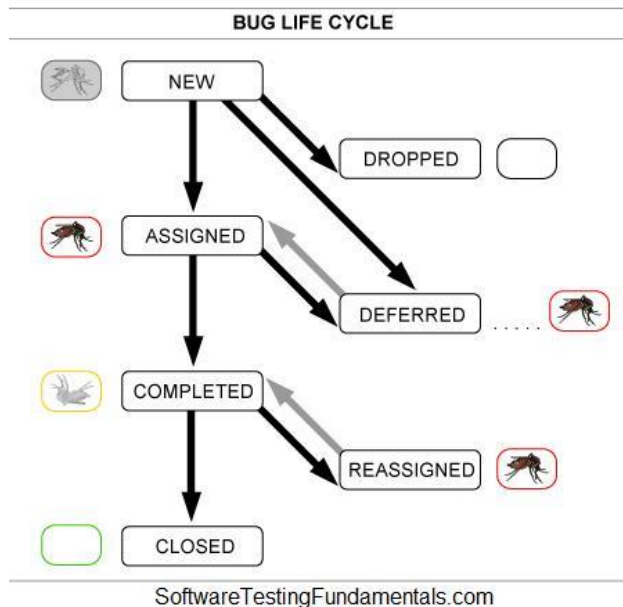 BUG LIFE CYCLE
NEW
DROPPED
ASSIGNED
DEFERRED
COMPLETED
REASSIGNED
CLOSED
SoftwareTestingFundamentals.com